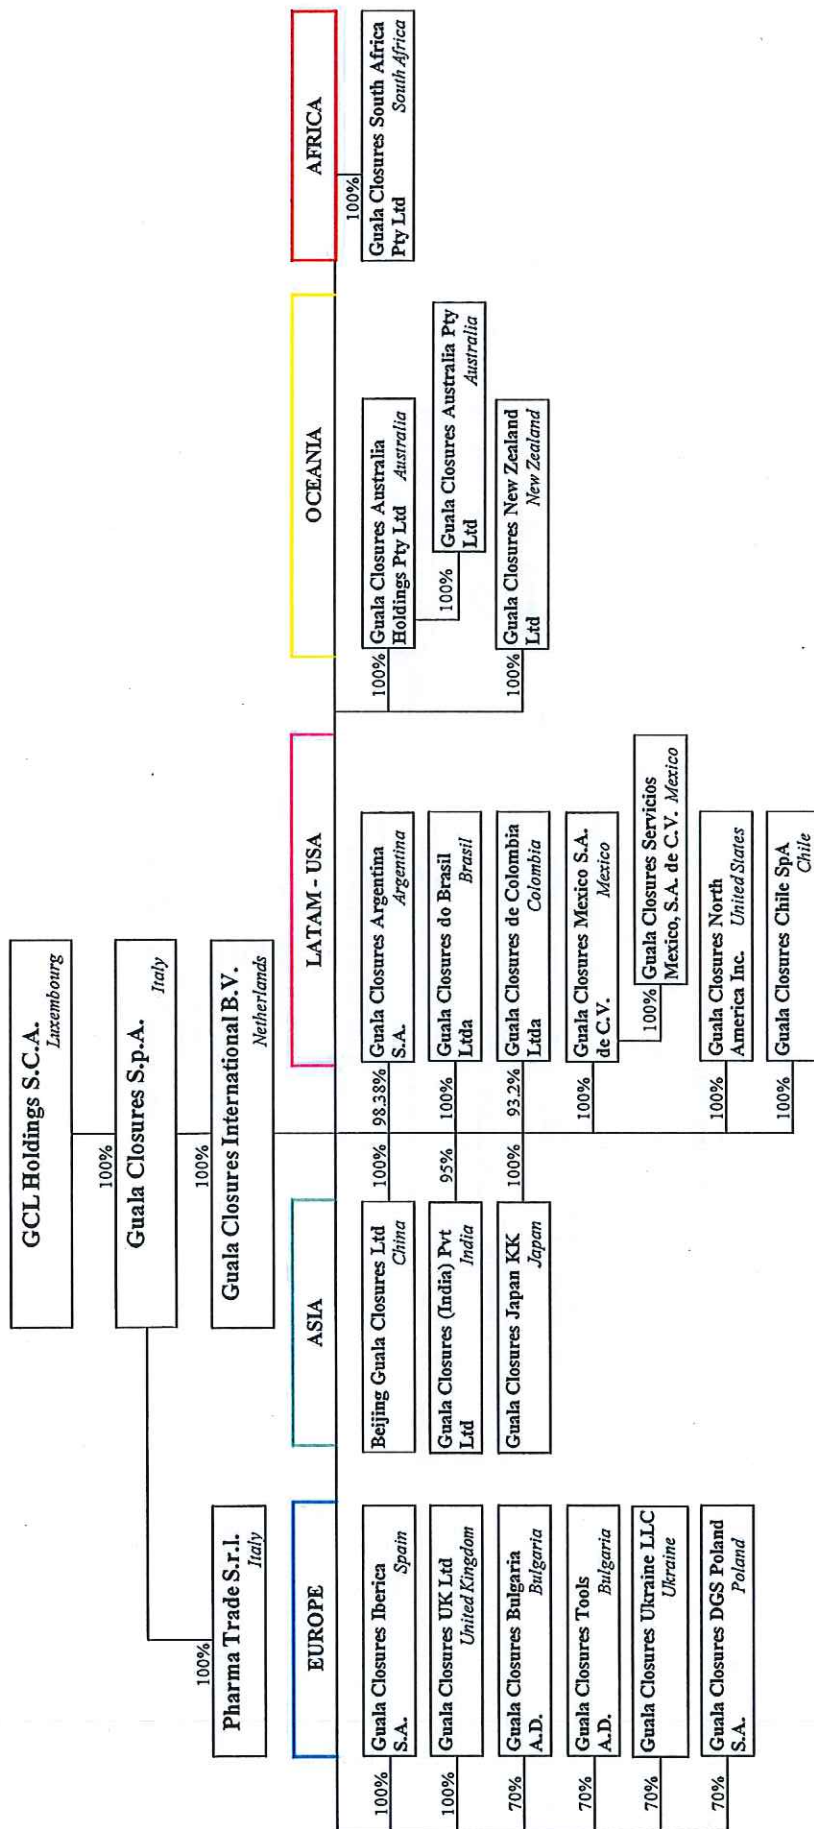 GCL Holdings S.C.A.
Luxembourg
100%
Guala Closures S.p.A.
Italy
100%
Pharma Trade S.r.l.
Italy
100%
Guala Closures International B.V.
Netherlands
EUROPE
100%
Guala Closures Iberica
S.A.
Spain
100%
Guala Closures UK Ltd
United Kingdom
70%
Guala Closures Bulgaria
A.D.
Bulgaria
70%
Guala Closures Tools
A.D.
Bulgaria
70%
Guala Closures Ukraine LLC
Ukraine
70%
Guala Closures DGS Poland
S.A.
Poland
ASIA
Beijing Guala Closures Ltd
China
100%
Guala Closures (India) Pvt
Ltd
India
95%
Guala Closures Japan KK
Japan
100%
LATAM - USA
98.38%
Guala Closures Argentina
S.A.
Argentina
100%
Guala Closures do Brasil
Ltda
Brasil
93.2%
Guala Closures de Colombia
Ltda
Colombia
100%
Guala Closures Mexico S.A.
de C.V.
Mexico
100%
Guala Closures Servicios
Mexico, S.A. de C.V. Mexico
100%
Guala Closures North
America Inc. United States
100%
Guala Closures Chile SpA
Chile
OCEANIA
100%
Guala Closures Australia
Holdings Pty Ltd Australia
100%
Guala Closures Australia Pty
Ltd
Australia
100%
Guala Closures New Zealand
Ltd
New Zealand
AFRICA
100%
Guala Closures South Africa
Pty Ltd
South Africa